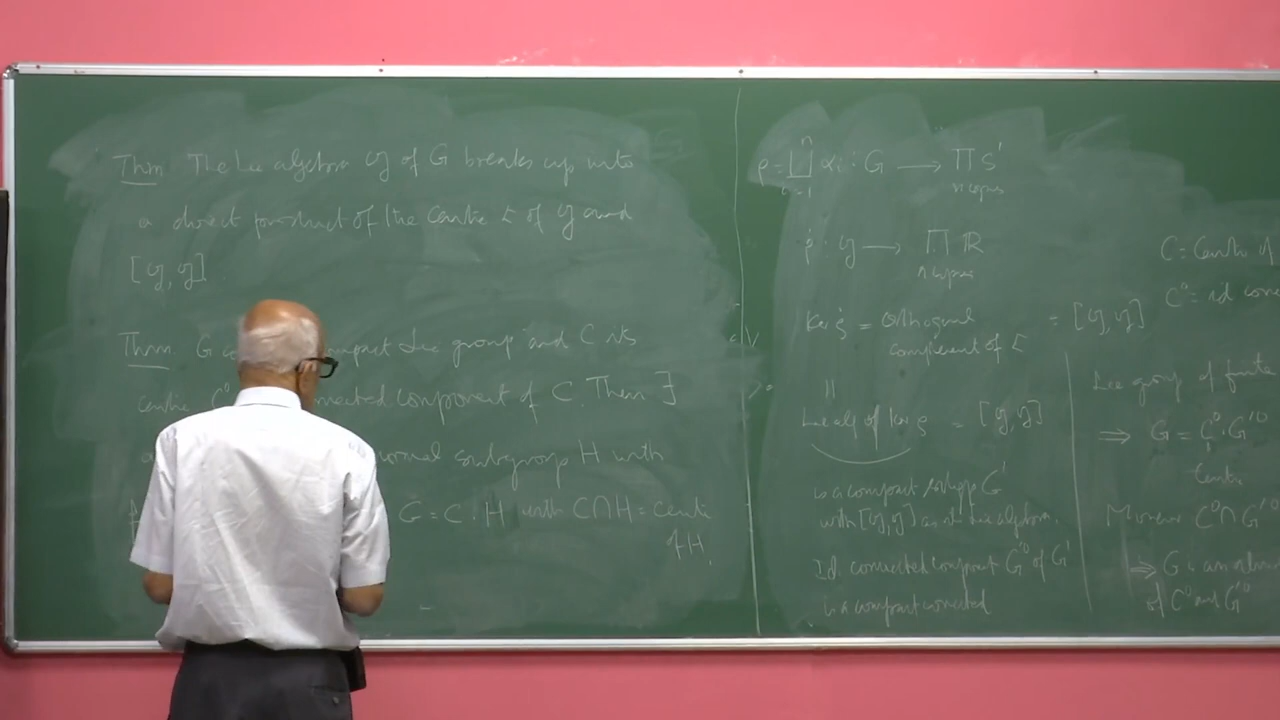 Thm. The Lie algebra 𝔤 of G breaks up into
a direct product of the centre 𝔠 of 𝔤 and
[𝔤, 𝔤].
Thm. G a compact Lie group and C its
centre C⁰ connected component of C. Then ∃
normal subgroup H with
G = C·H with C∩H = centre
of H.
ρ = ∐ αᵢ : G ⟶ ∏ S¹
i=1 n copies
ρ̇ : 𝔤 ⟶ ∏ ℝ
n copies
Ker ρ̇ = Orthogonal = [𝔤, 𝔤]
complement of 𝔠
||
Lie alg of ker ρ = [𝔤, 𝔤]
is a compact subgp G'
with [𝔤, 𝔤] as its Lie algebra.
Id. connected component G'⁰ of G'
is a compact connected
C = Centre of
C⁰ = id conne
Lie group of finite
⟹ G = C⁰·G'⁰
Centre
Moreover C⁰∩G'⁰
⟹ G is an almos
of C⁰ and G'⁰